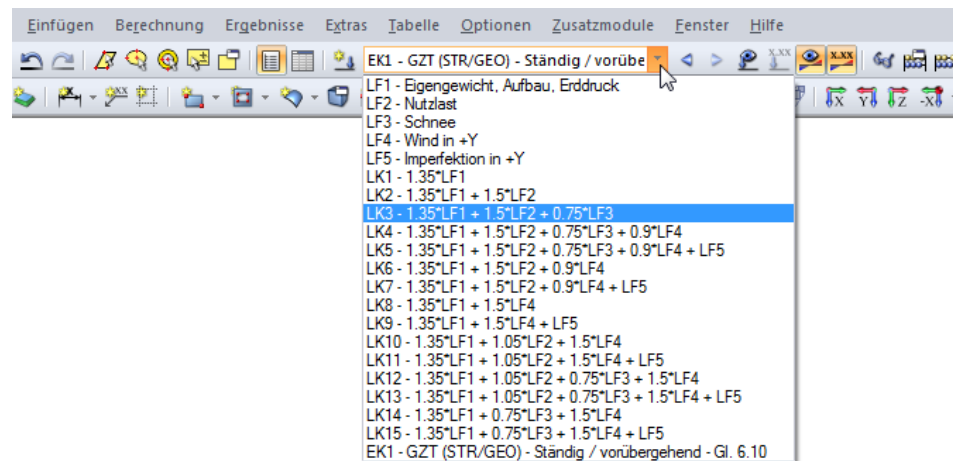 Einfügen Berechnung Ergebnisse Extras Tabelle Optionen Zusatzmodule Fenster Hilfe
EK1 - GZT (STR/GEO) - Ständig / vorübe
x.xx x.xx
xx X Y Z -X
LF1 - Eigengewicht, Aufbau, Erddruck
LF2 - Nutzlast
LF3 - Schnee
LF4 - Wind in +Y
LF5 - Imperfektion in +Y
LK1 - 1.35*LF1
LK2 - 1.35*LF1 + 1.5*LF2
LK3 - 1.35*LF1 + 1.5*LF2 + 0.75*LF3
LK4 - 1.35*LF1 + 1.5*LF2 + 0.75*LF3 + 0.9*LF4
LK5 - 1.35*LF1 + 1.5*LF2 + 0.75*LF3 + 0.9*LF4 + LF5
LK6 - 1.35*LF1 + 1.5*LF2 + 0.9*LF4
LK7 - 1.35*LF1 + 1.5*LF2 + 0.9*LF4 + LF5
LK8 - 1.35*LF1 + 1.5*LF4
LK9 - 1.35*LF1 + 1.5*LF4 + LF5
LK10 - 1.35*LF1 + 1.05*LF2 + 1.5*LF4
LK11 - 1.35*LF1 + 1.05*LF2 + 1.5*LF4 + LF5
LK12 - 1.35*LF1 + 1.05*LF2 + 0.75*LF3 + 1.5*LF4
LK13 - 1.35*LF1 + 1.05*LF2 + 0.75*LF3 + 1.5*LF4 + LF5
LK14 - 1.35*LF1 + 0.75*LF3 + 1.5*LF4
LK15 - 1.35*LF1 + 0.75*LF3 + 1.5*LF4 + LF5
EK1 - GZT (STR/GEO) - Ständig / vorübergehend - Gl. 6.10